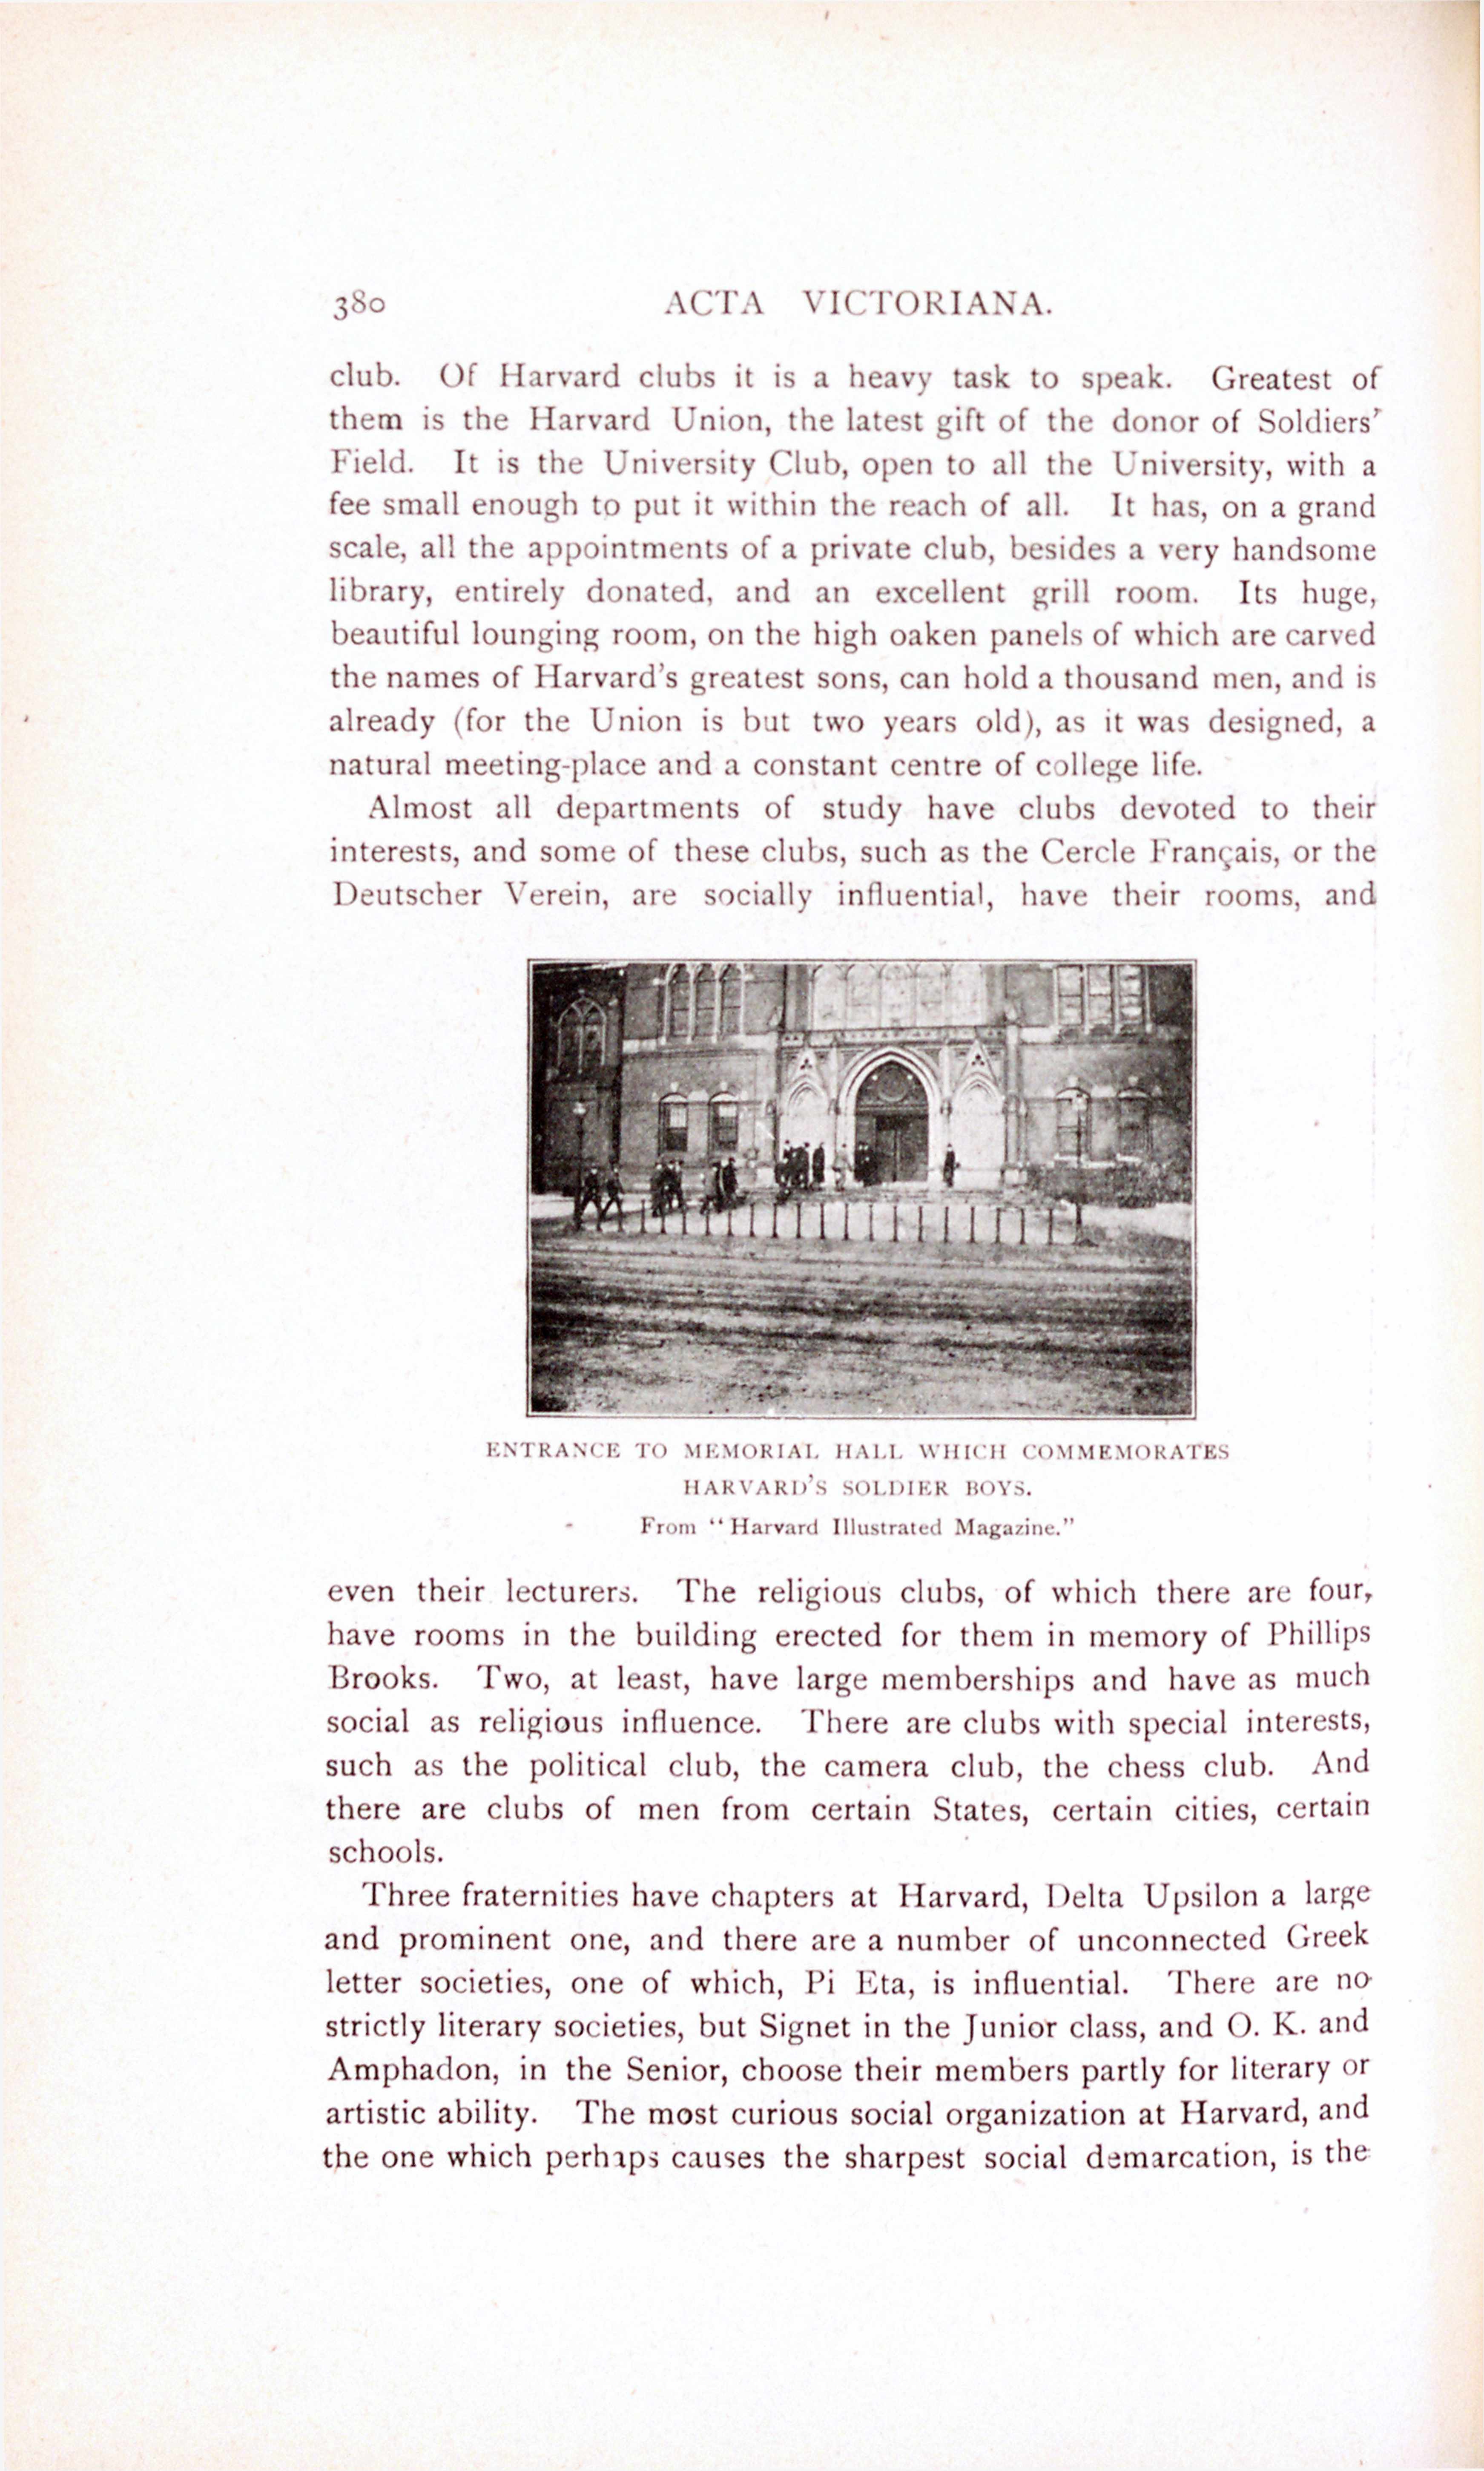 380 ACTA VICTORIANA.
club. Of Harvard clubs it is a heavy task to speak. Greatest of
them is the Harvard Union, the latest gift of the donor of Soldiers'
Field. It is the University Club, open to all the University, with a
fee small enough to put it within the reach of all. It has, on a grand
scale, all the appointments of a private club, besides a very handsome
library, entirely donated, and an excellent grill room. Its huge,
beautiful lounging room, on the high oaken panels of which are carved
the names of Harvard's greatest sons, can hold a thousand men, and is
already (for the Union is but two years old), as it was designed, a
natural meeting-place and a constant centre of college life.
Almost all departments of study have clubs devoted to their
interests, and some of these clubs, such as the Cercle Français, or the
Deutscher Verein, are socially influential, have their rooms, and
ENTRANCE TO MEMORIAL HALL WHICH COMMEMORATES
HARVARD'S SOLDIER BOYS.
From "Harvard Illustrated Magazine."
even their lecturers. The religious clubs, of which there are four,
have rooms in the building erected for them in memory of Phillips
Brooks. Two, at least, have large memberships and have as much
social as religious influence. There are clubs with special interests,
such as the political club, the camera club, the chess club. And
there are clubs of men from certain States, certain cities, certain
schools.
Three fraternities have chapters at Harvard, Delta Upsilon a large
and prominent one, and there are a number of unconnected Greek
letter societies, one of which, Pi Eta, is influential. There are no
strictly literary societies, but Signet in the Junior class, and O. K. and
Amphadon, in the Senior, choose their members partly for literary or
artistic ability. The most curious social organization at Harvard, and
the one which perhaps causes the sharpest social demarcation, is the